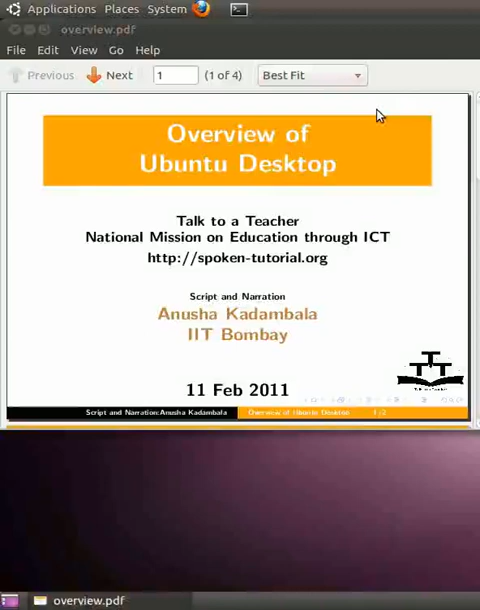 Applications Places System
overview.pdf
File Edit View Go Help
Previous Next 1 (1 of 4) Best Fit
Overview of
Ubuntu Desktop
Talk to a Teacher
National Mission on Education through ICT
http://spoken-tutorial.org
Script and Narration
Anusha Kadambala
IIT Bombay
11 Feb 2011
Script and Narration:Anusha Kadambala Overview of Ubuntu Desktop 1/2
overview.pdf